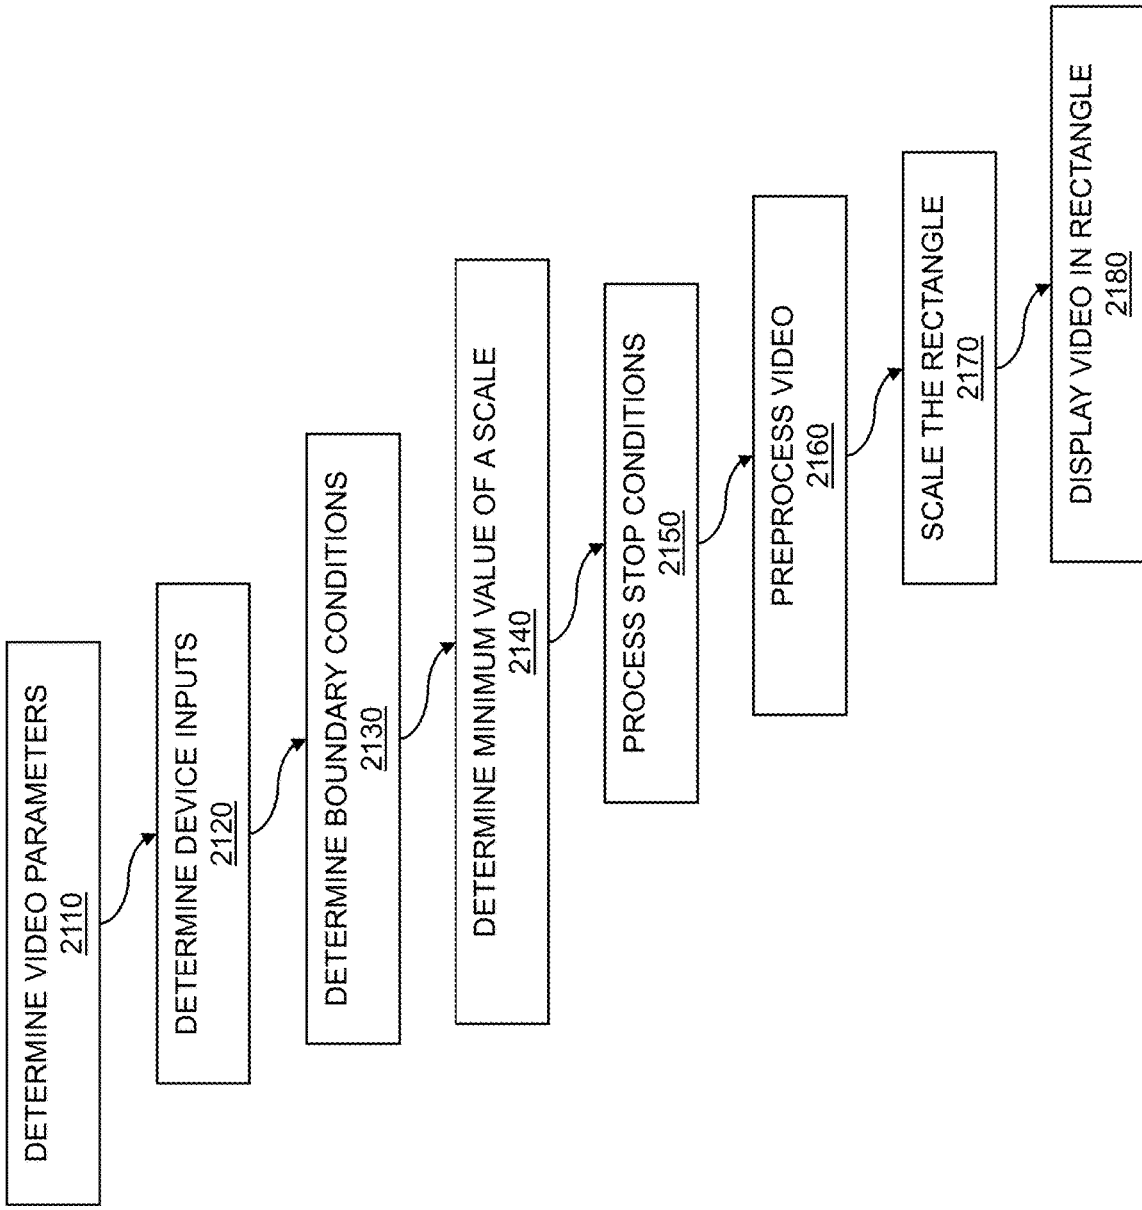 DETERMINE VIDEO PARAMETERS
2110
DETERMINE DEVICE INPUTS
2120
DETERMINE BOUNDARY CONDITIONS
2130
DETERMINE MINIMUM VALUE OF A SCALE
2140
PROCESS STOP CONDITIONS
2150
PREPROCESS VIDEO
2160
SCALE THE RECTANGLE
2170
DISPLAY VIDEO IN RECTANGLE
2180